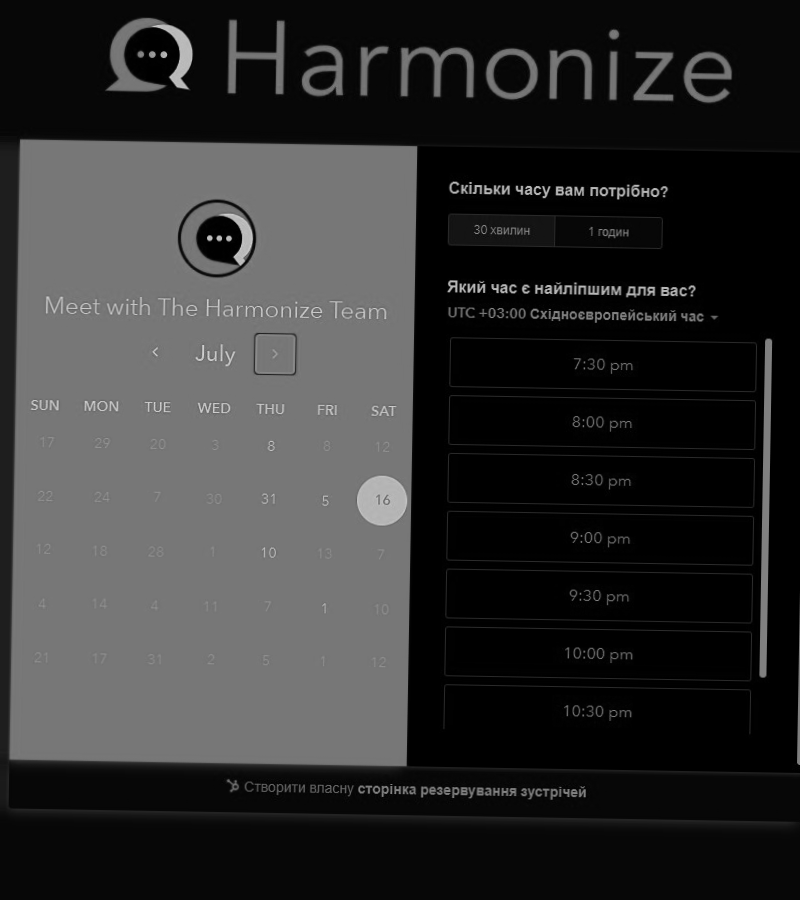 Harmonize
Meet with The Harmonize Team
July
SUN MON TUE WED THU FRI SAT
17 29 20 3 8 8 12
22 24 7 30 31 5 16
12 18 28 1 10 13 7
4 14 4 11 7 1 10
21 17 31 2 5 1 12
Скільки часу вам потрібно?
30 хвилин 1 годин
Який час є найліпшим для вас?
UTC +03:00 Східноєвропейський час
7:30 pm
8:00 pm
8:30 pm
9:00 pm
9:30 pm
10:00 pm
10:30 pm
Створити власну сторінка резервування зустрічей